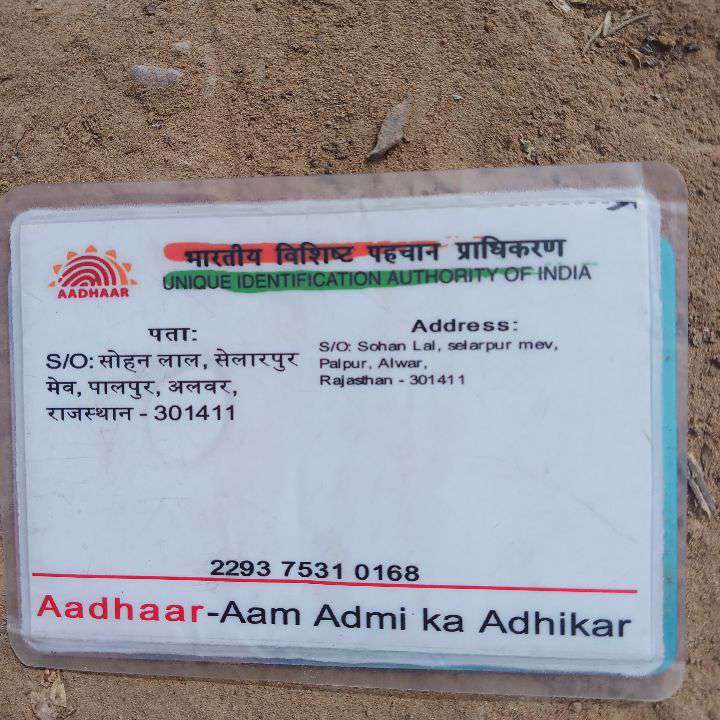 भारतीय विशिष्ट पहचान प्राधिकरण
UNIQUE IDENTIFICATION AUTHORITY OF INDIA
AADHAAR
पता:
S/O: सोहन लाल, सेलारपुर
मेव, पालपुर, अलवर,
राजस्थान - 301411
Address:
S/O: Sohan Lal, selarpur mev,
Palpur, Alwar,
Rajasthan - 301411
2293 7531 0168
Aadhaar-Aam Admi ka Adhikar